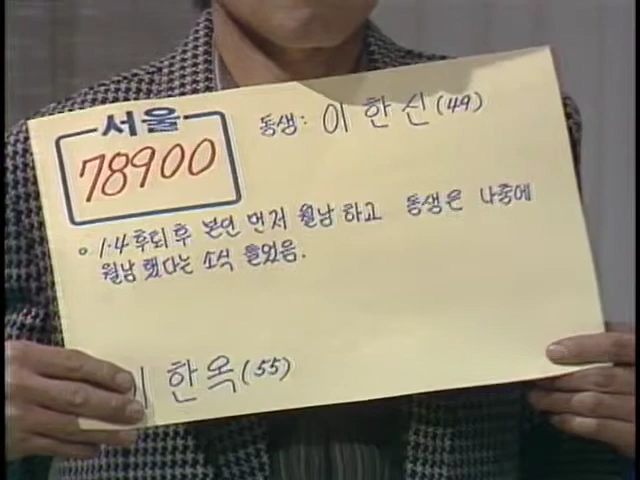 서울
78900
동생: 이한신(49)
○ 1·4 후퇴 후 본인 먼저 월남하고 동생은 나중에
월남했다는 소식 들었음.
이한옥(55)